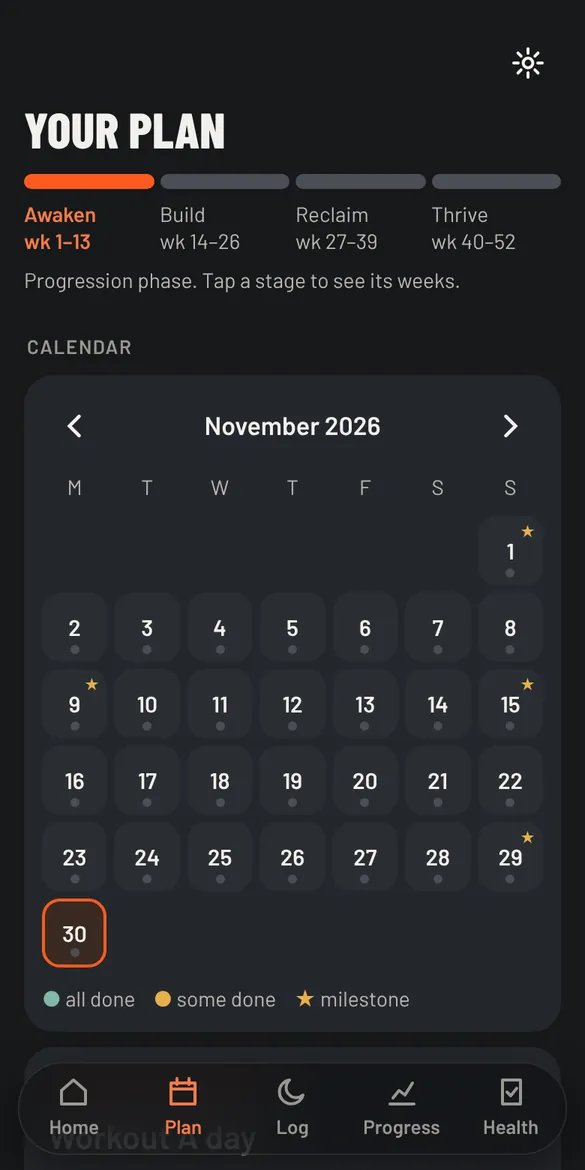 YOUR PLAN
Awaken Build Reclaim Thrive
wk 1–13 wk 14–26 wk 27–39 wk 40–52
Progression phase. Tap a stage to see its weeks.
CALENDAR
November 2026
M T W T F S S
1
2 3 4 5 6 7 8
9 10 11 12 13 14 15
16 17 18 19 20 21 22
23 24 25 26 27 28 29
30
all done some done milestone
Home Plan Log Progress Health
Workout A day